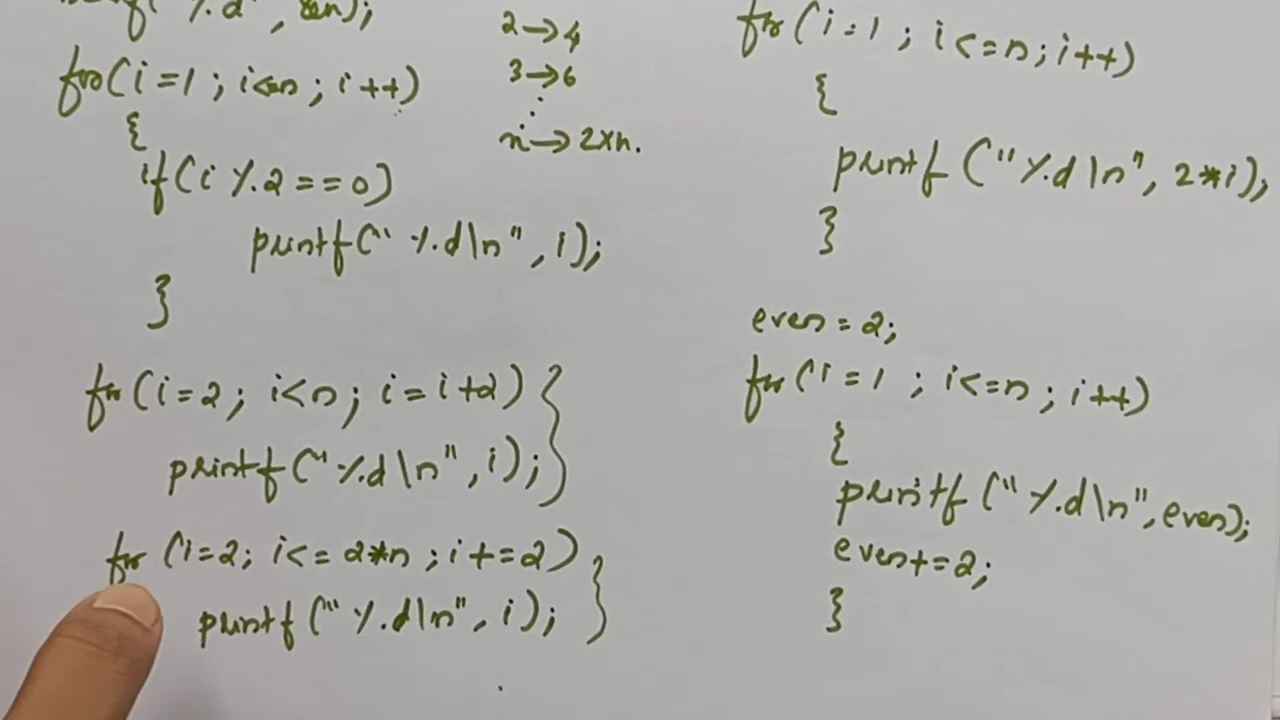 "%d", &n);
for(i=1; i<=n; i++)
{
if(i%2==0)
printf("%d\n", i);
}
for(i=2; i<n; i=i+2)}
printf("%d\n", i);
for(i=2; i<=2*n; i+=2)}
printf("%d\n", i);
2→4
3→6
⋮
n→2×n.
for(i=1; i<=n; i++)
{
printf("%d\n", 2*i);
}
even=2;
for(i=1; i<=n; i++)
{
printf("%d\n", even);
even+=2;
}